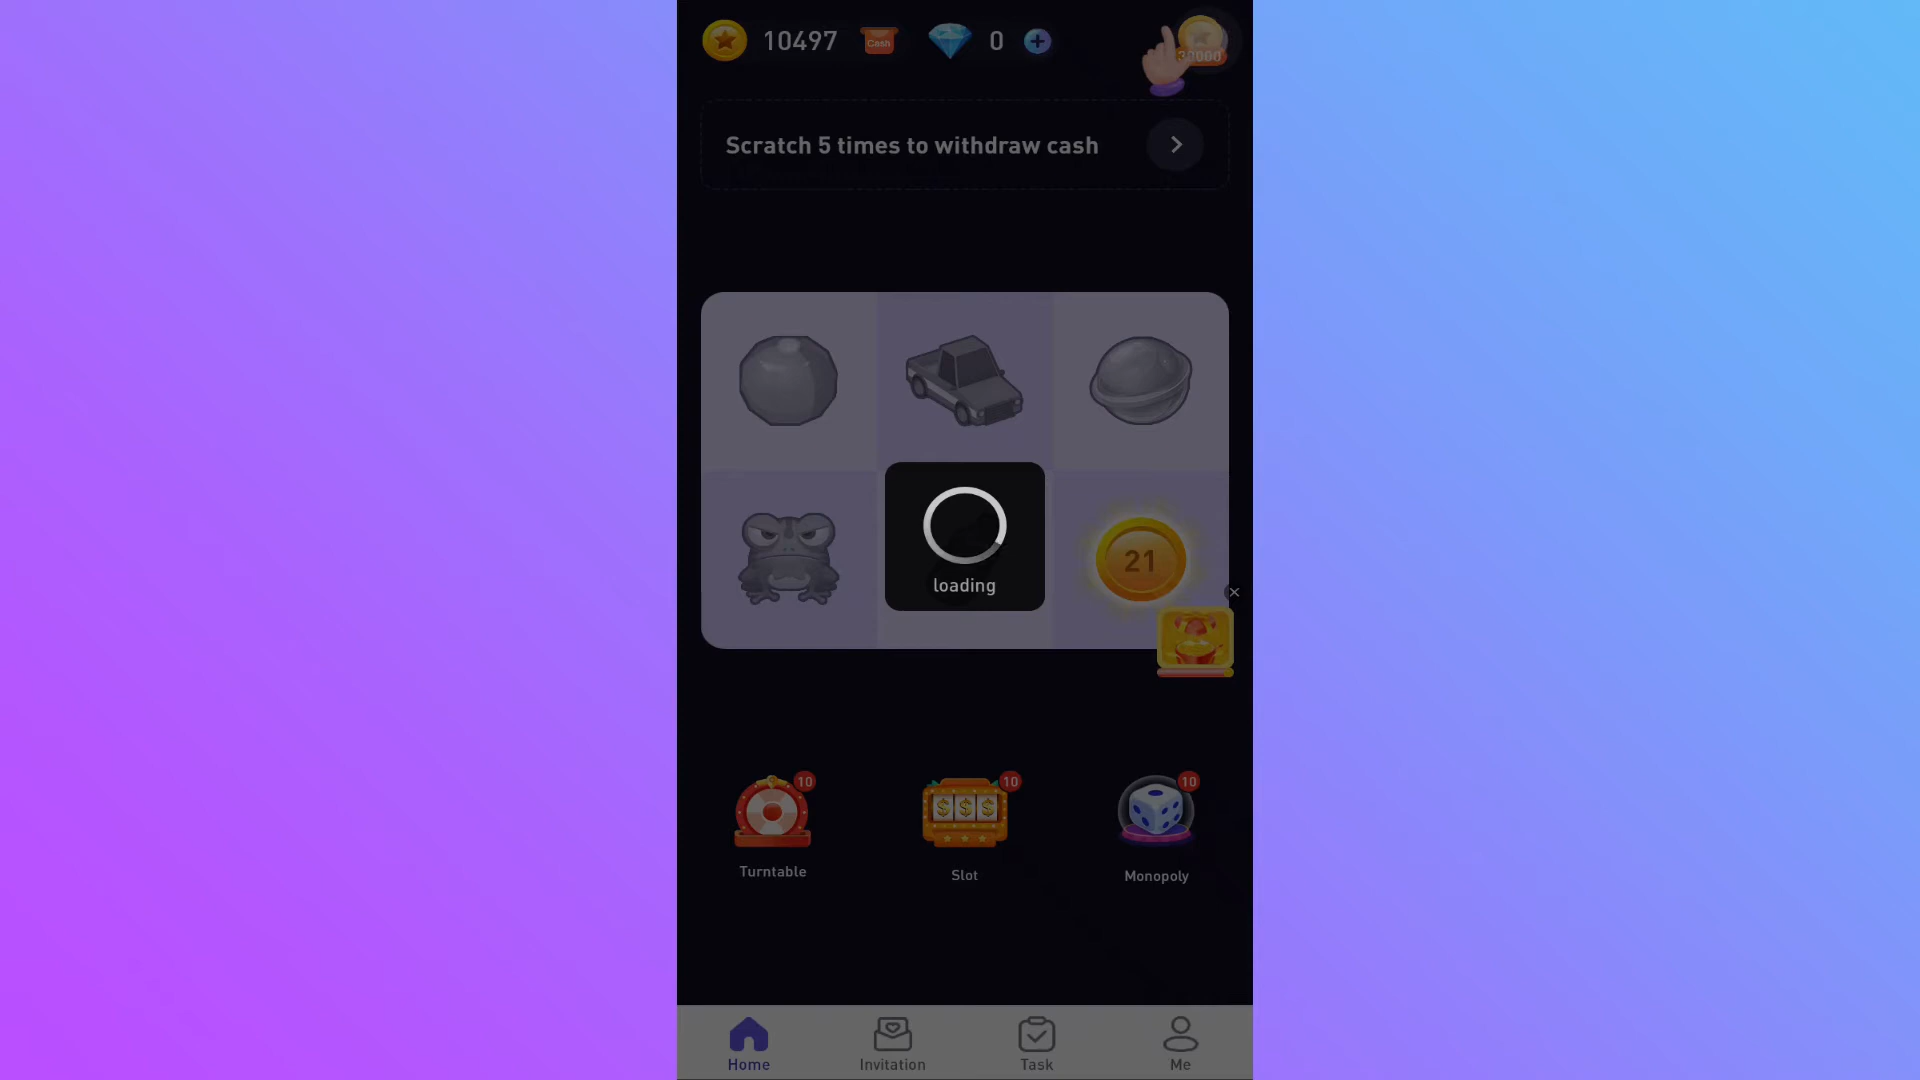 10497
Cash
0
30000
Scratch 5 times to withdraw cash
21
loading
10
10
10
$ $ $
Turntable
Slot
Monopoly
Home
Invitation
Task
Me